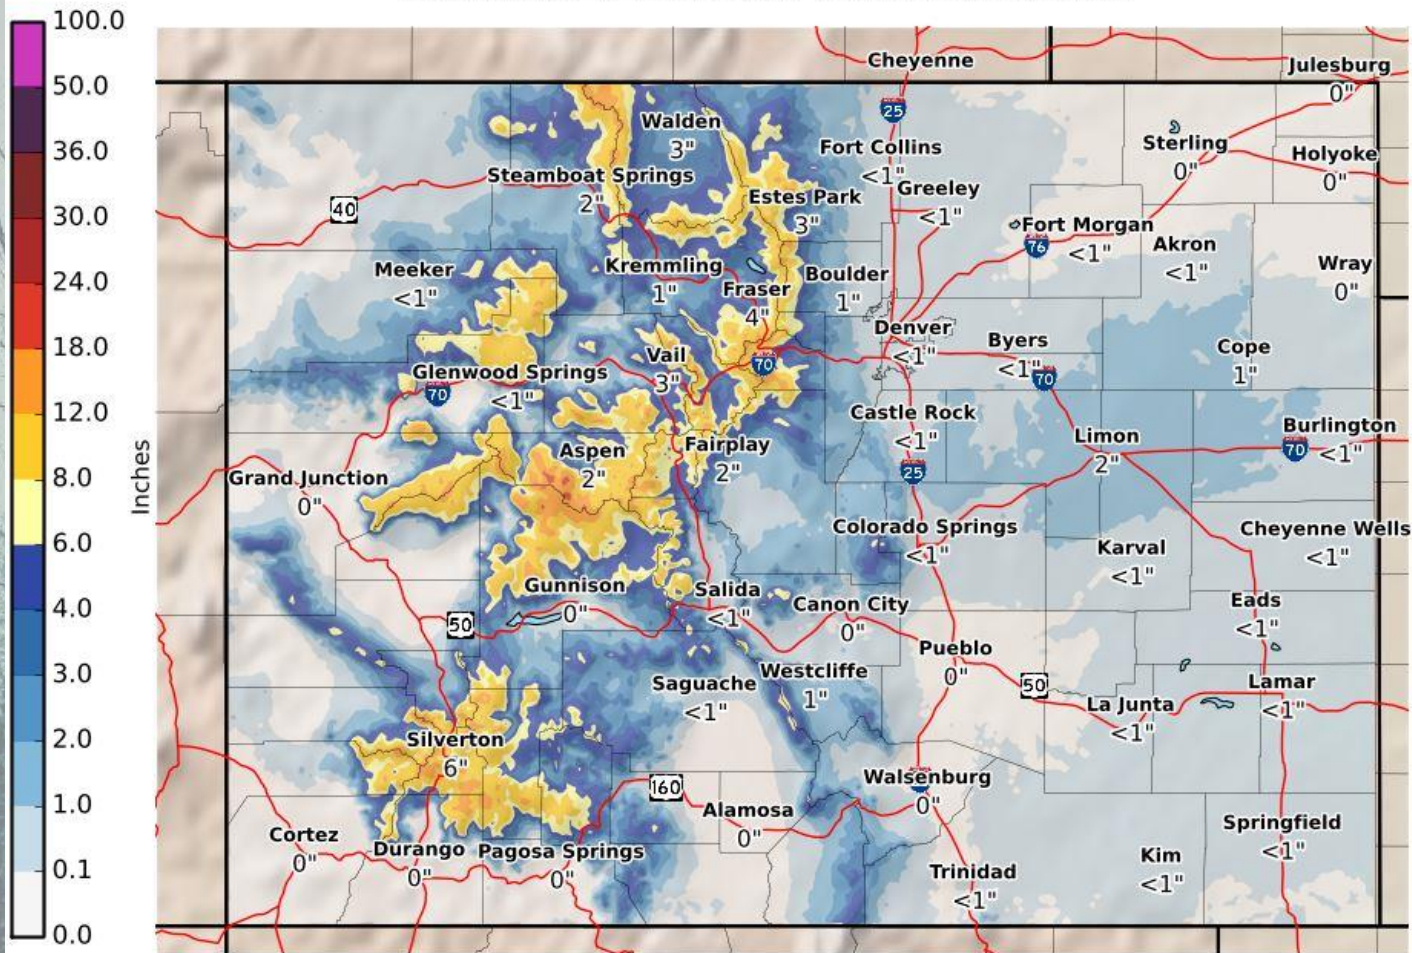 100.0
50.0
36.0
30.0
24.0
18.0
12.0
8.0
6.0
4.0
3.0
2.0
1.0
0.1
0.0
Inches
Cheyenne
Julesburg
0"
25
Walden
3"
Fort Collins
<1"
Sterling
0"
Holyoke
0"
Steamboat Springs
2"
Greeley
<1"
Estes Park
3"
40
Fort Morgan
<1"
76
Akron
<1"
Wray
0"
Meeker
<1"
Kremmling
1"
Boulder
1"
Fraser
4"
Denver
<1"
Byers
<1"
70
Cope
1"
Vail
3"
70
Glenwood Springs
<1"
70
Castle Rock
<1"
25
Limon
2"
Burlington
<1"
70
Aspen
2"
Fairplay
2"
Grand Junction
0"
Colorado Springs
<1"
Cheyenne Wells
<1"
Karval
<1"
Gunnison
0"
Salida
<1"
Canon City
0"
Eads
<1"
50
Pueblo
0"
Westcliffe
1"
Saguache
<1"
50
Lamar
<1"
La Junta
<1"
Silverton
6"
Walsenburg
0"
160
Alamosa
0"
Springfield
<1"
Cortez
0"
Durango
0"
Pagosa Springs
0"
Kim
<1"
Trinidad
<1"